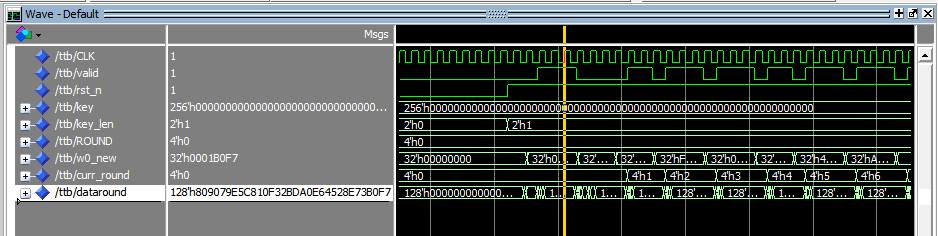 Wave - Default
Msgs
/ttb/CLK 1
/ttb/valid 1
/ttb/rst_n 1
/ttb/key 256'h000000000000000000000000000000... 256'h0000000000000000000000000000000000000000000000000000000000000000
/ttb/key_len 2'h1 2'h0 2'h1
/ttb/ROUND 4'h0 4'h0
/ttb/w0_new 32'h0001B0F7 32'h00000000 32'h0... 32'... 32'... 32'hF... 32'h0... 32'... 32'h4... 32'hA...
/ttb/curr_round 4'h0 4'h0 4'h1 4'h2 4'h3 4'h4 4'h5 4'h6
/ttb/dataround 128'h809079E5C810F32BDA0E64528E73B0F7 128'h000000000000... 1... 1... 128'... 128'... 128'... 1... 128'... 128'...